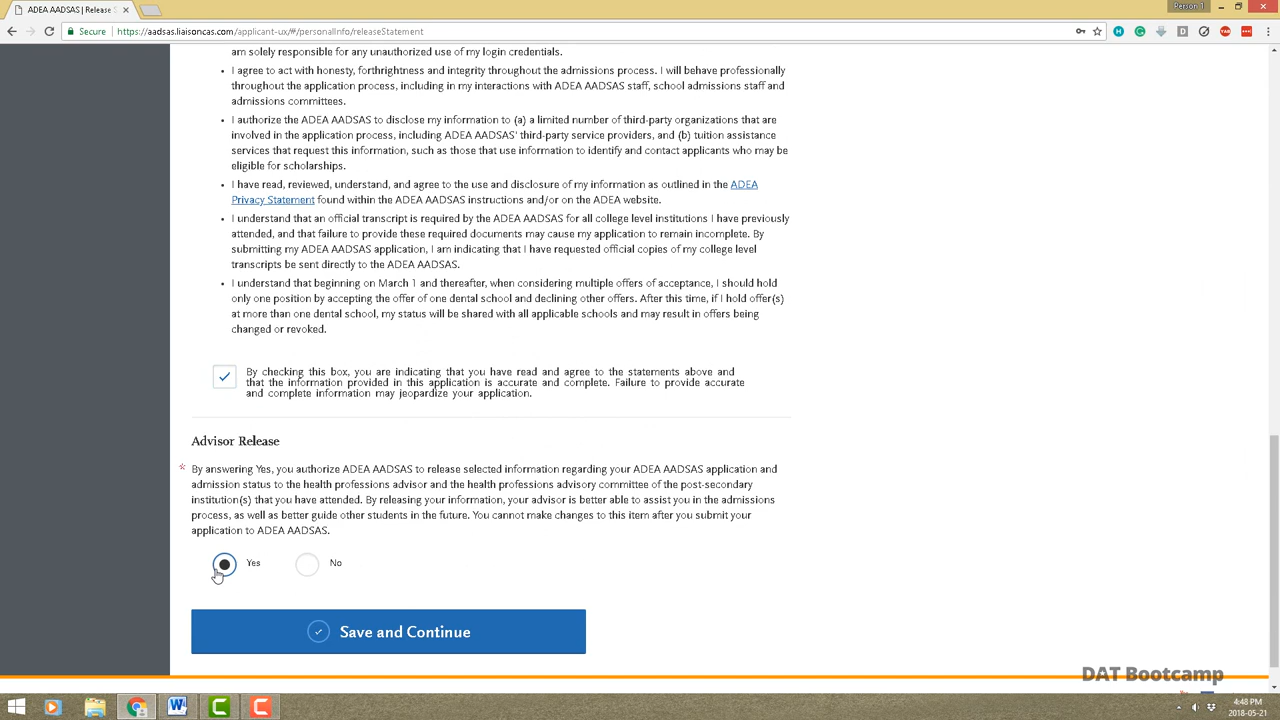 ADEA AADSAS | Release S
Person 1
Secure
https://aadsas.liaisoncas.com/applicant-ux/#/personalInfo/releaseStatement
am solely responsible for any unauthorized use of my login credentials.
• I agree to act with honesty, forthrightness and integrity throughout the admissions process. I will behave professionally
throughout the application process, including in my interactions with ADEA AADSAS staff, school admissions staff and
admissions committees.
• I authorize the ADEA AADSAS to disclose my information to (a) a limited number of third-party organizations that are
involved in the application process, including ADEA AADSAS' third-party service providers, and (b) tuition assistance
services that request this information, such as those that use information to identify and contact applicants who may be
eligible for scholarships.
• I have read, reviewed, understand, and agree to the use and disclosure of my information as outlined in the ADEA
Privacy Statement found within the ADEA AADSAS instructions and/or on the ADEA website.
• I understand that an official transcript is required by the ADEA AADSAS for all college level institutions I have previously
attended, and that failure to provide these required documents may cause my application to remain incomplete. By
submitting my ADEA AADSAS application, I am indicating that I have requested official copies of my college level
transcripts be sent directly to the ADEA AADSAS.
• I understand that beginning on March 1 and thereafter, when considering multiple offers of acceptance, I should hold
only one position by accepting the offer of one dental school and declining other offers. After this time, if I hold offer(s)
at more than one dental school, my status will be shared with all applicable schools and may result in offers being
changed or revoked.
By checking this box, you are indicating that you have read and agree to the statements above and
that the information provided in this application is accurate and complete. Failure to provide accurate
and complete information may jeopardize your application.
Advisor Release
* By answering Yes, you authorize ADEA AADSAS to release selected information regarding your ADEA AADSAS application and
admission status to the health professions advisor and the health professions advisory committee of the post-secondary
institution(s) that you have attended. By releasing your information, your advisor is better able to assist you in the admissions
process, as well as better guide other students in the future. You cannot make changes to this item after you submit your
application to ADEA AADSAS.
Yes No
Save and Continue
DAT Bootcamp
4:48 PM
2018-05-21